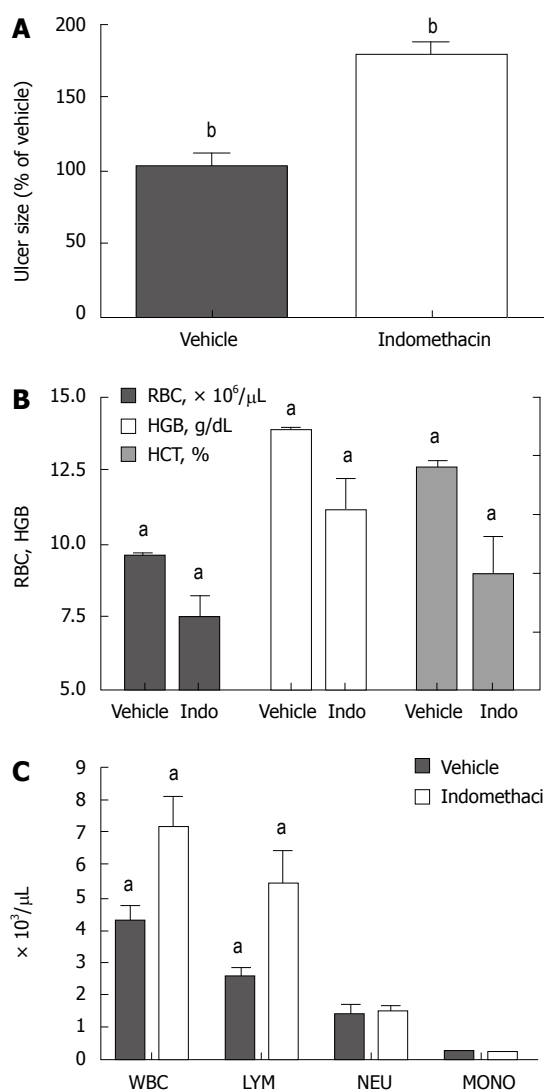 A
Ulcer size (% of vehicle)
200
150
100
50
0
b
b
Vehicle Indomethacin
B
RBC, HGB
15.0
12.5
10.0
7.5
5.0
RBC, × 10⁶/μL
HGB, g/dL
HCT, %
a
a
a
a
a
a
Vehicle Indo Vehicle Indo Vehicle Indo
C
× 10³/μL
9
8
7
6
5
4
3
2
1
0
Vehicle
Indomethaci
a
a
a
a
WBC LYM NEU MONO